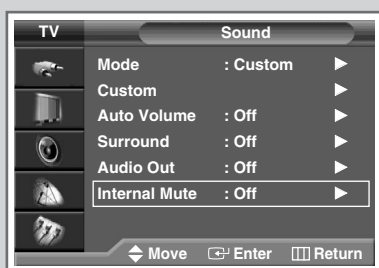 TV Sound
Mode : Custom
Custom
Auto Volume : Off
Surround : Off
Audio Out : Off
Internal Mute : Off
Move Enter Return